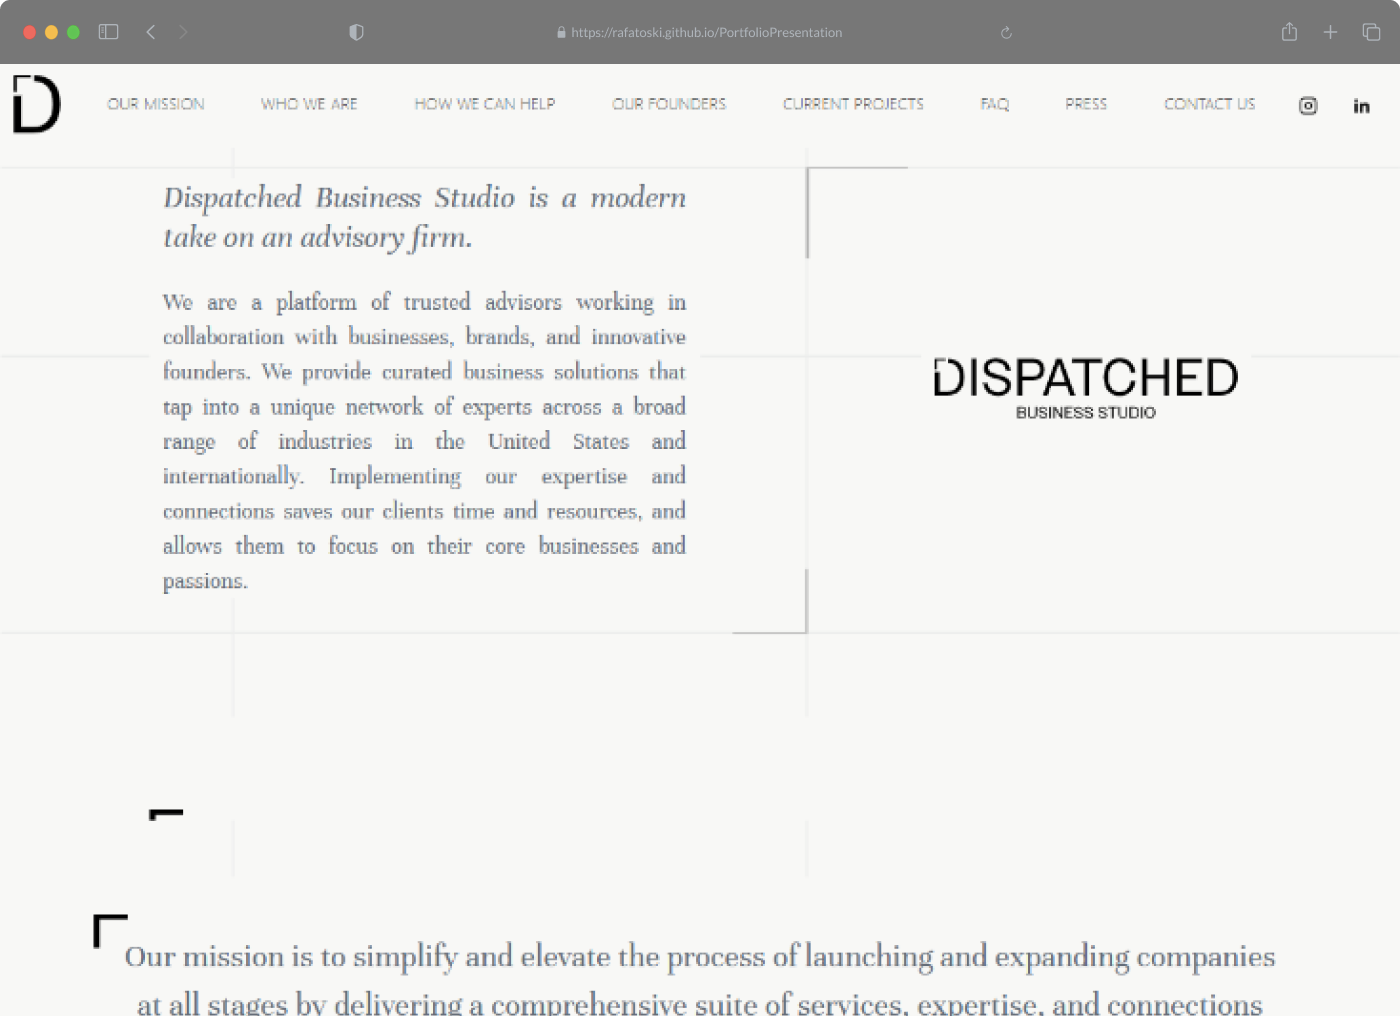 https://rafatoski.github.io/PortfolioPresentation
D
OUR MISSION WHO WE ARE HOW WE CAN HELP OUR FOUNDERS CURRENT PROJECTS FAQ PRESS CONTACT US in
Dispatched Business Studio is a modern
take on an advisory firm.
We are a platform of trusted advisors working in
collaboration with businesses, brands, and innovative
founders. We provide curated business solutions that
tap into a unique network of experts across a broad
range of industries in the United States and
internationally. Implementing our expertise and
connections saves our clients time and resources, and
allows them to focus on their core businesses and
passions.
DISPATCHED
BUSINESS STUDIO
Our mission is to simplify and elevate the process of launching and expanding companies
at all stages by delivering a comprehensive suite of services, expertise, and connections